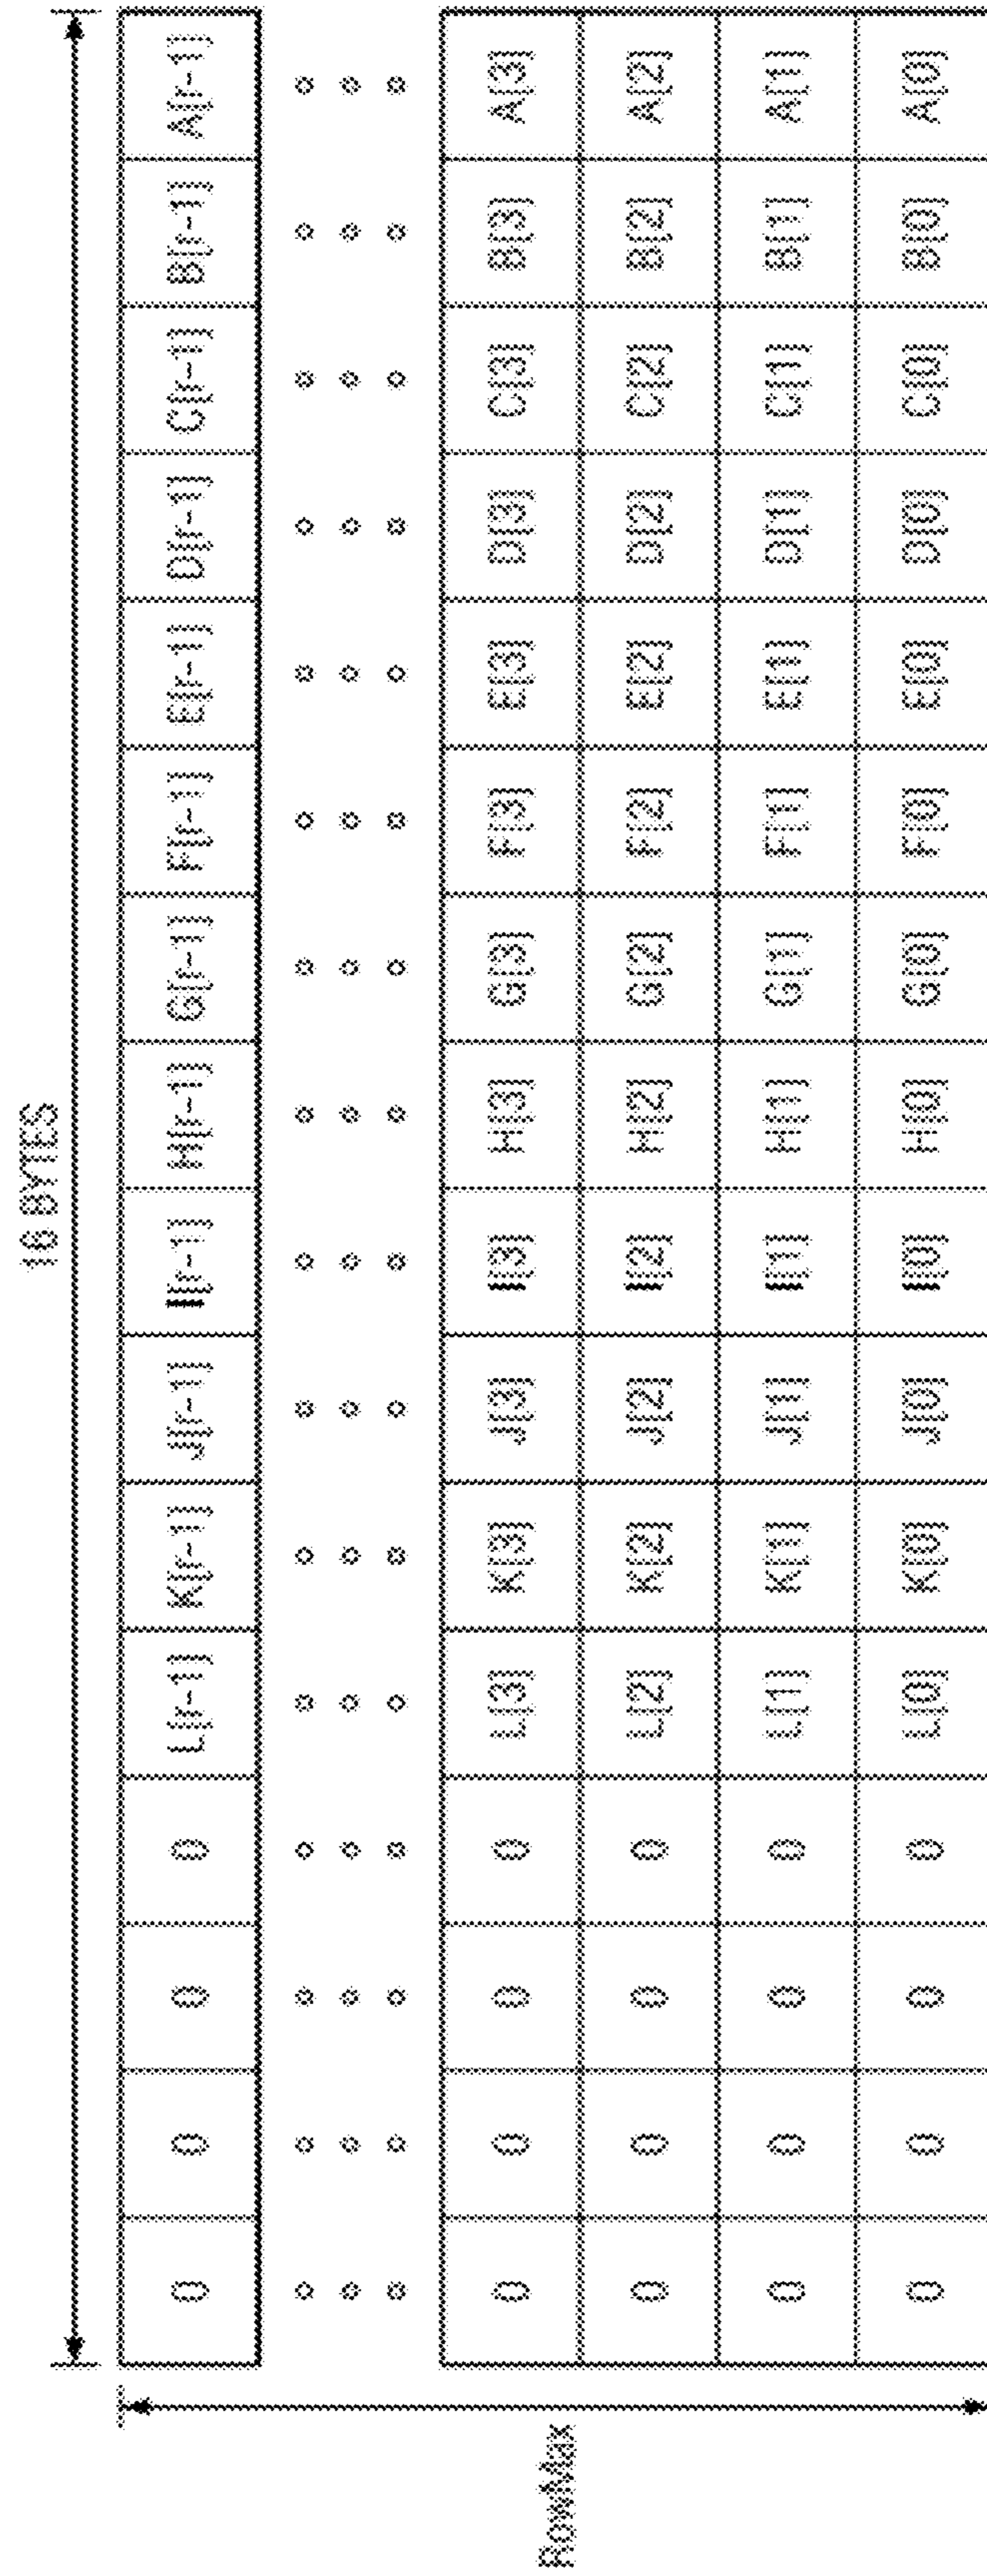 16 BYTES
0 0 0 0 L[r-1] K[r-1] J[r-1] I[r-1] H[r-1] G[r-1] F[r-1] E[r-1] D[r-1] C[r-1] B[r-1] A[r-1]
RowMax
0 0 0 0 L[3] K[3] J[3] I[3] H[3] G[3] F[3] E[3] D[3] C[3] B[3] A[3]
0 0 0 0 L[2] K[2] J[2] I[2] H[2] G[2] F[2] E[2] D[2] C[2] B[2] A[2]
0 0 0 0 L[1] K[1] J[1] I[1] H[1] G[1] F[1] E[1] D[1] C[1] B[1] A[1]
0 0 0 0 L[0] K[0] J[0] I[0] H[0] G[0] F[0] E[0] D[0] C[0] B[0] A[0]